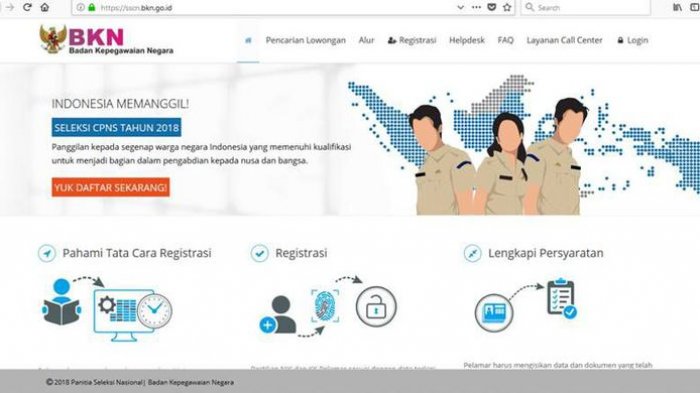 https://sscn.bkn.go.id
Search
BKN
Badan Kepegawaian Negara
Pencarian Lowongan Alur Registrasi Helpdesk FAQ Layanan Call Center Login
INDONESIA MEMANGGIL!
SELEKSI CPNS TAHUN 2018
Panggilan kepada segenap warga negara Indonesia yang memenuhi kualifikasi
untuk menjadi bagian dalam pengabdian kepada nusa dan bangsa.
YUK DAFTAR SEKARANG!
Pahami Tata Cara Registrasi
Registrasi
Lengkapi Persyaratan
Pelamar harus mengisikan data dan dokumen yang telah
© 2018 Panitia Seleksi Nasional| Badan Kepegawaian Negara